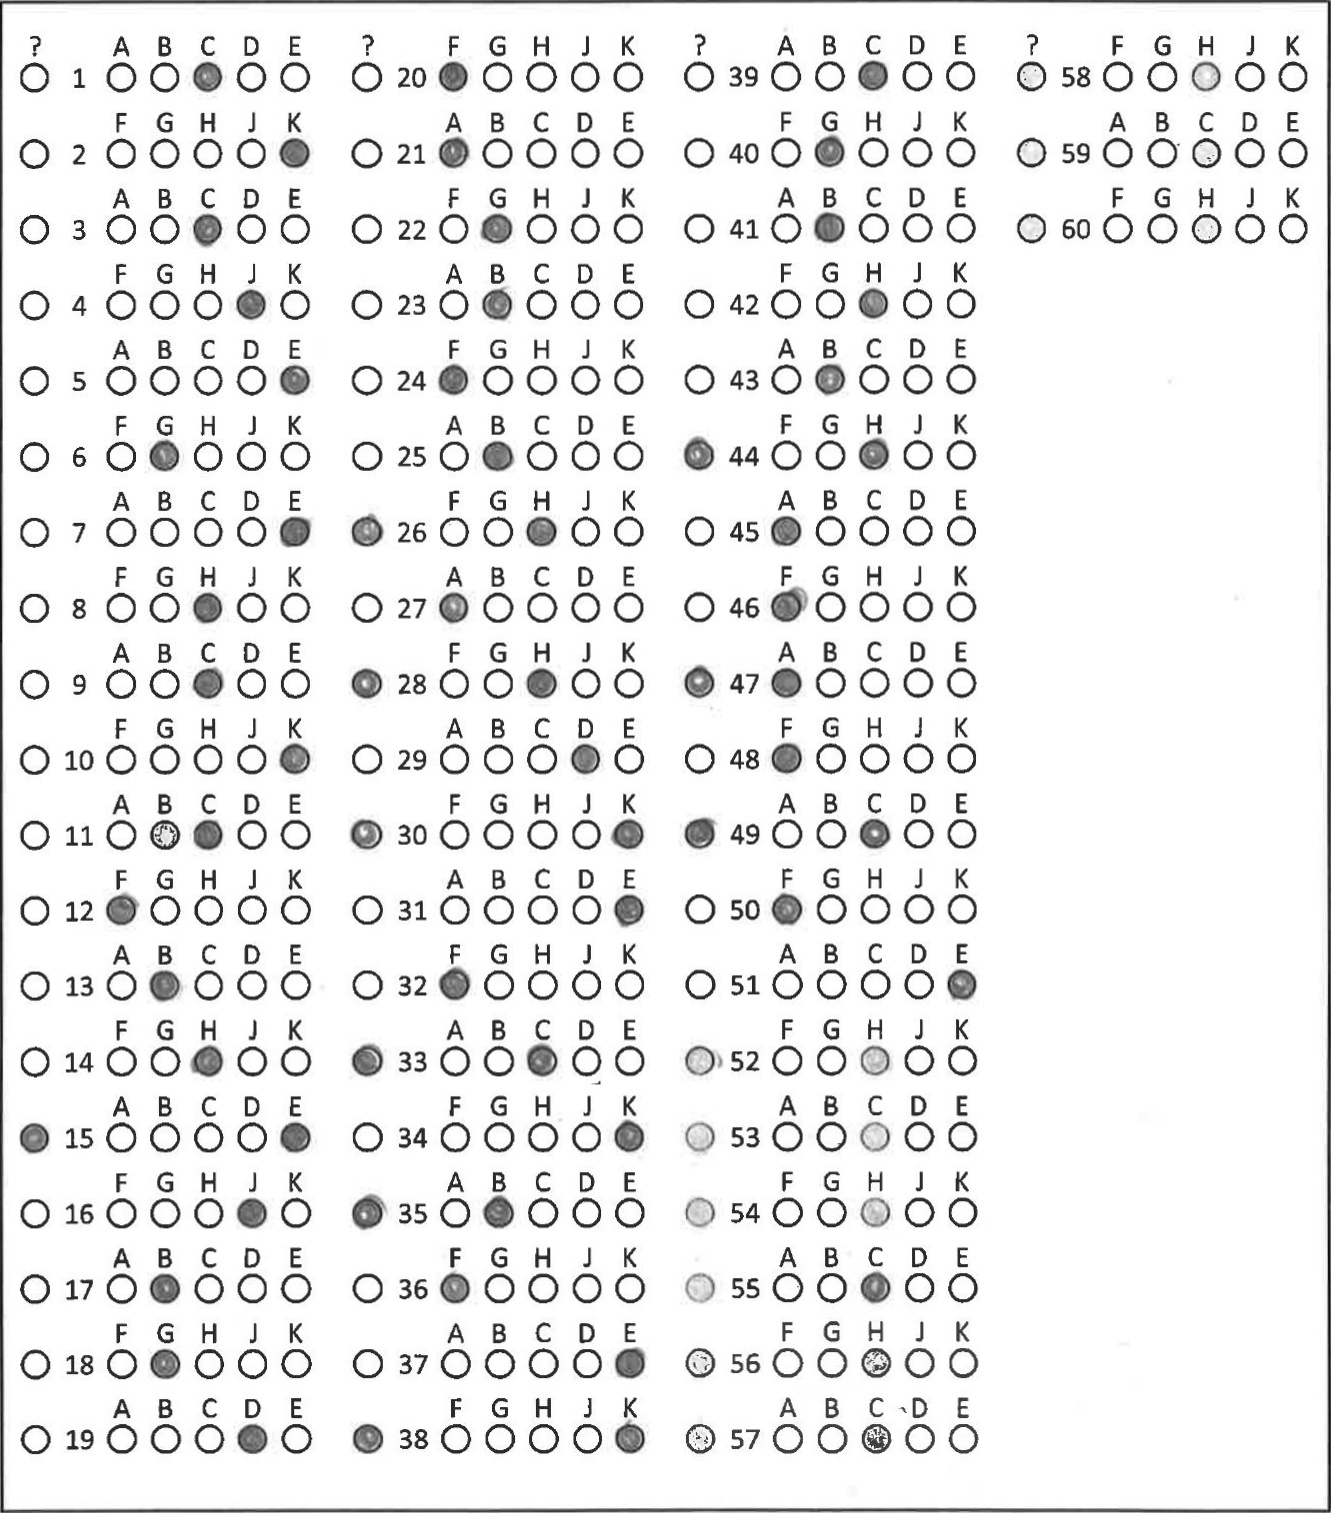 ? A B C D E
1
F G H J K
2
A B C D E
3
F G H J K
4
A B C D E
5
F G H J K
6
A B C D E
7
F G H J K
8
A B C D E
9
F G H J K
10
A B C D E
11
F G H J K
12
A B C D E
13
F G H J K
14
A B C D E
15
F G H J K
16
A B C D E
17
F G H J K
18
A B C D E
19
? F G H J K
20
A B C D E
21
F G H J K
22
A B C D E
23
F G H J K
24
A B C D E
25
F G H J K
26
A B C D E
27
F G H J K
28
A B C D E
29
F G H J K
30
A B C D E
31
F G H J K
32
A B C D E
33
F G H J K
34
A B C D E
35
F G H J K
36
A B C D E
37
F G H J K
38
? A B C D E
39
F G H J K
40
A B C D E
41
F G H J K
42
A B C D E
43
F G H J K
44
A B C D E
45
F G H J K
46
A B C D E
47
F G H J K
48
A B C D E
49
F G H J K
50
A B C D E
51
F G H J K
52
A B C D E
53
F G H J K
54
A B C D E
55
F G H J K
56
A B C D E
57
? F G H J K
58
A B C D E
59
F G H J K
60